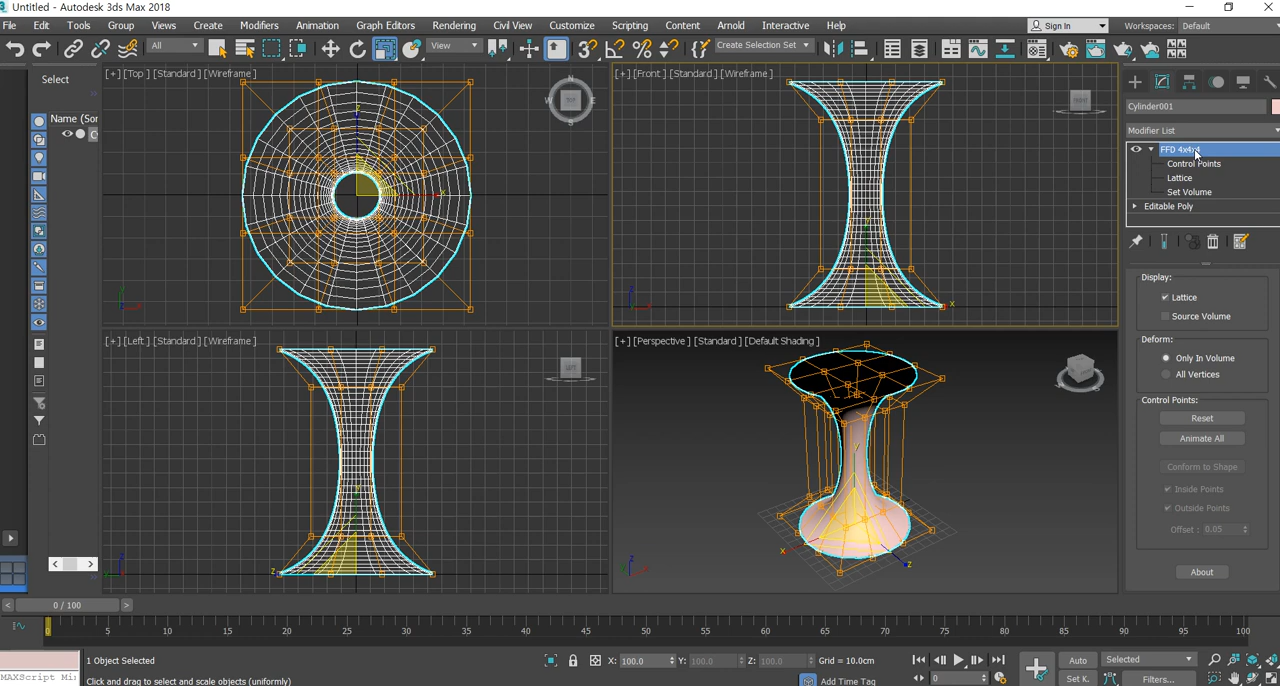 Untitled - Autodesk 3ds Max 2018
File Edit Tools Group Views Create Modifiers Animation Graph Editors Rendering Civil View Customize Scripting Content Arnold Interactive Help
Sign In Workspaces: Default
All View Create Selection Set
Select
Name (Sor
[+] [Top] [Standard] [Wireframe]
[+] [Front] [Standard] [Wireframe]
[+] [Left] [Standard] [Wireframe]
[+] [Perspective] [Standard] [Default Shading]
TOP
N
W
E
S
FRONT
LEFT
Cylinder001
Modifier List
FFD 4x4x4
Control Points
Lattice
Set Volume
Editable Poly
Display:
Lattice
Source Volume
Deform:
Only In Volume
All Vertices
Control Points:
Reset
Animate All
Conform to Shape
Inside Points
Outside Points
Offset: 0.05
About
0 / 100
0 5 10 15 20 25 30 35 40 45 50 55 60 65 70 75 80 85 90 95 100
1 Object Selected
X: 100.0 Y: 100.0 Z: 100.0 Grid = 10.0cm
Auto Selected
MAXScript Mi
Click and drag to select and scale objects (uniformly)
Add Time Tag
0
Set K. Filters...